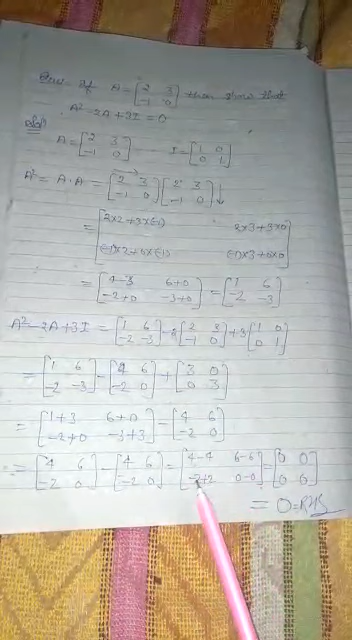 Ques- If A = [2 3; -1 0] then show that
A² - 2A + 3I = 0
Sol?
A = [2 3; -1 0] I = [1 0; 0 1]
A² = A·A = [2 3; -1 0] [2 3; -1 0]
= [2×2+3×(-1) 2×3+3×0; (-1)×2+0×(-1) (-1)×3+0×0]
= [4-3 6+0; -2+0 -3+0] = [1 6; -2 -3]
A² - 2A + 3I = [1 6; -2 -3] - 2[2 3; -1 0] + 3[1 0; 0 1]
= [1 6; -2 -3] - [4 6; -2 0] + [3 0; 0 3]
= [1+3 6+0; -2+0 -3+3] - [4 6; -2 0]
= [4 6; -2 0] - [4 6; -2 0] = [4-4 6-6; -2+2 0-0] = [0 0; 0 0]
= 0 = RHS